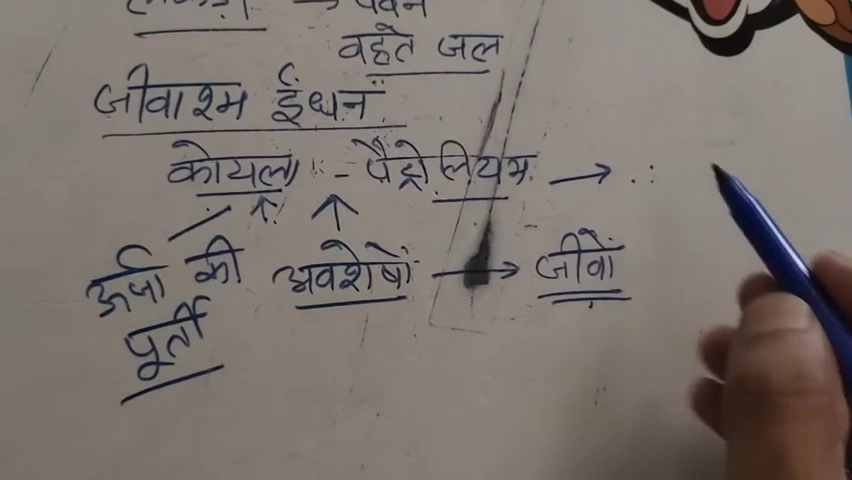 → पवन
बहते जल
जीवाश्म ईंधन
कोयला - पैट्रोलियम →
ऊर्जा की अवशेषों → जीवों
पूर्ती